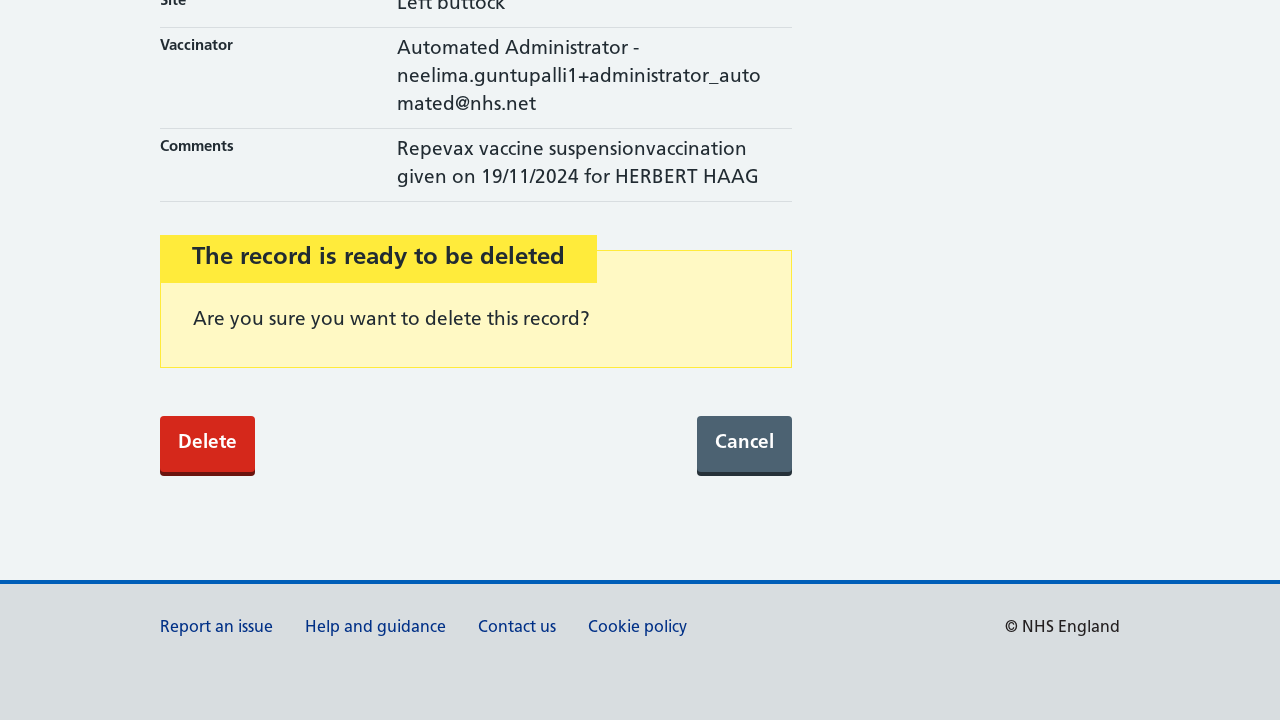 Site
Left buttock
Vaccinator
Automated Administrator -
neelima.guntupalli1+administrator_auto
mated@nhs.net
Comments
Repevax vaccine suspensionvaccination
given on 19/11/2024 for HERBERT HAAG
The record is ready to be deleted
Are you sure you want to delete this record?
Delete
Cancel
Report an issue
Help and guidance
Contact us
Cookie policy
© NHS England